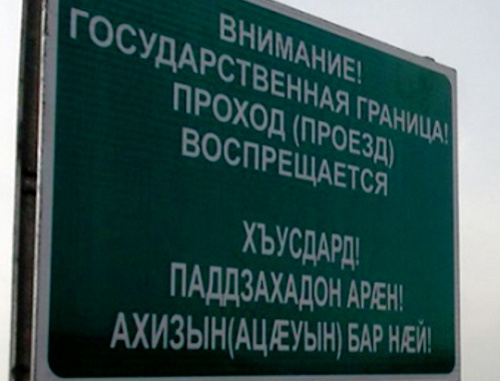 ВНИМАНИЕ!
ГОСУДАРСТВЕННАЯ ГРАНИЦА!
ПРОХОД (ПРОЕЗД)
ВОСПРЕЩАЕТСЯ
ХЪУСДАРД!
ПАДДЗАХАДОН АРÆН!
АХИЗЫН(АЦÆУЫН) БАР НÆЙ!